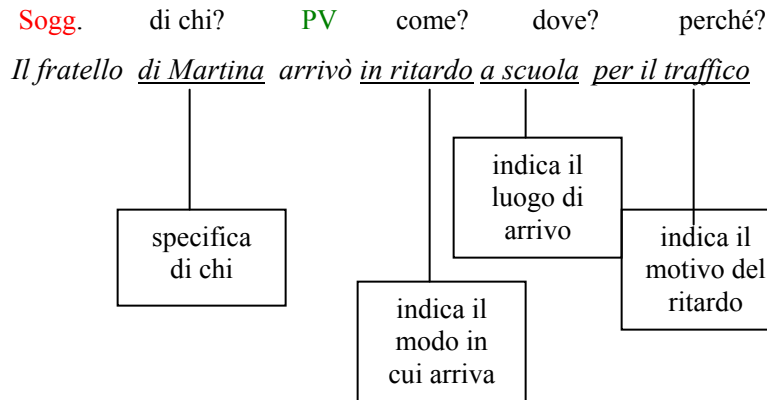 Sogg. di chi? PV come? dove? perché?
Il fratello di Martina arrivò in ritardo a scuola per il traffico
specifica
di chi
indica il
modo in
cui arriva
indica il
luogo di
arrivo
indica il
motivo del
ritardo